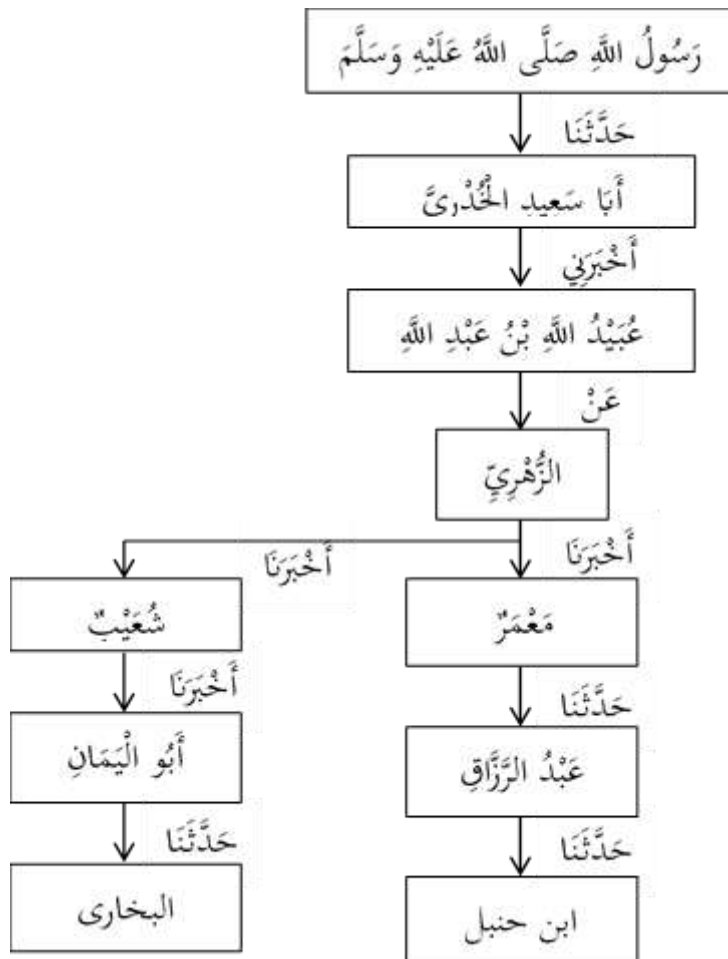 رَسُولُ اللَّهِ صَلَّى اللَّهُ عَلَيْهِ وَسَلَّمَ
حَدَّثَنَا
أَبَا سَعِيدِ الْخُدْرِىَّ
أَخْبَرَنِي
عُبَيْدُ اللَّهِ بْنُ عَبْدِ اللَّهِ
عَنْ
الزُّهْرِيِّ
أَخْبَرَنَا
أَخْبَرَنَا
مَعْمَرٌ
شُعَيْبٌ
حَدَّثَنَا
أَخْبَرَنَا
عَبْدُ الرَّزَّاقِ
أَبُو الْيَمَانِ
حَدَّثَنَا
حَدَّثَنَا
ابن حنبل
البخارى